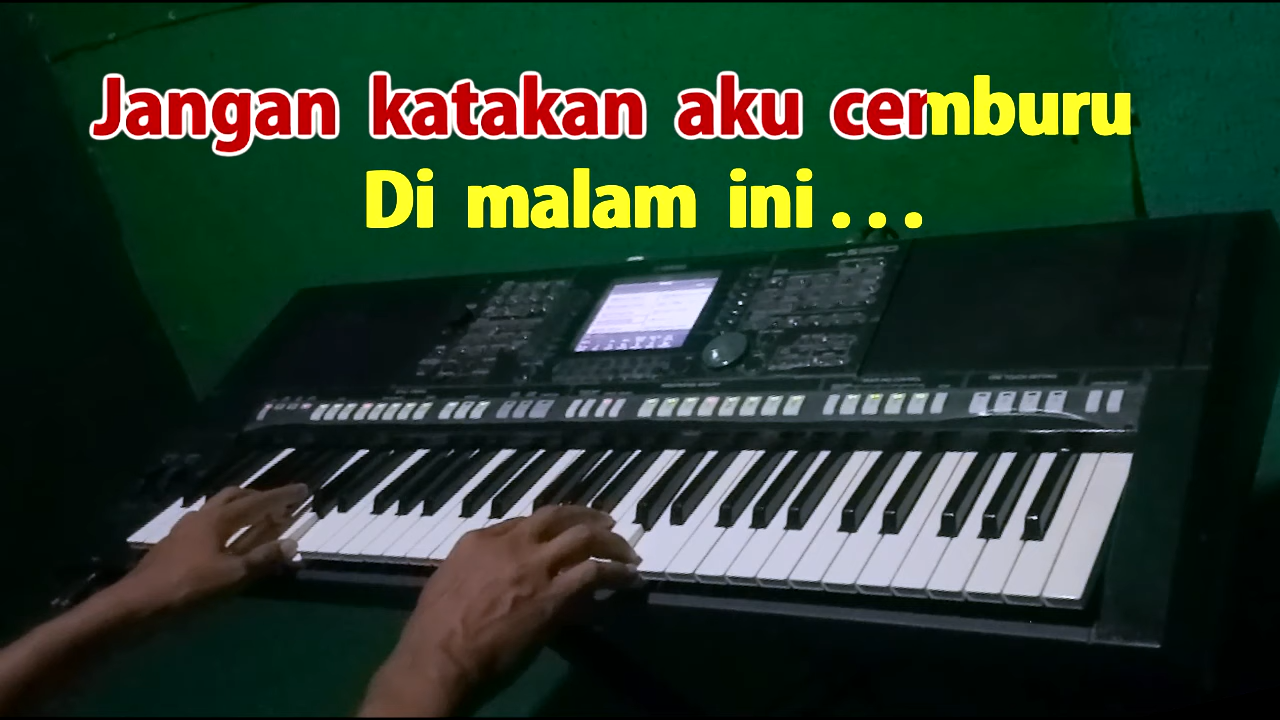 Jangan katakan aku cemburu
Di malam ini . . .